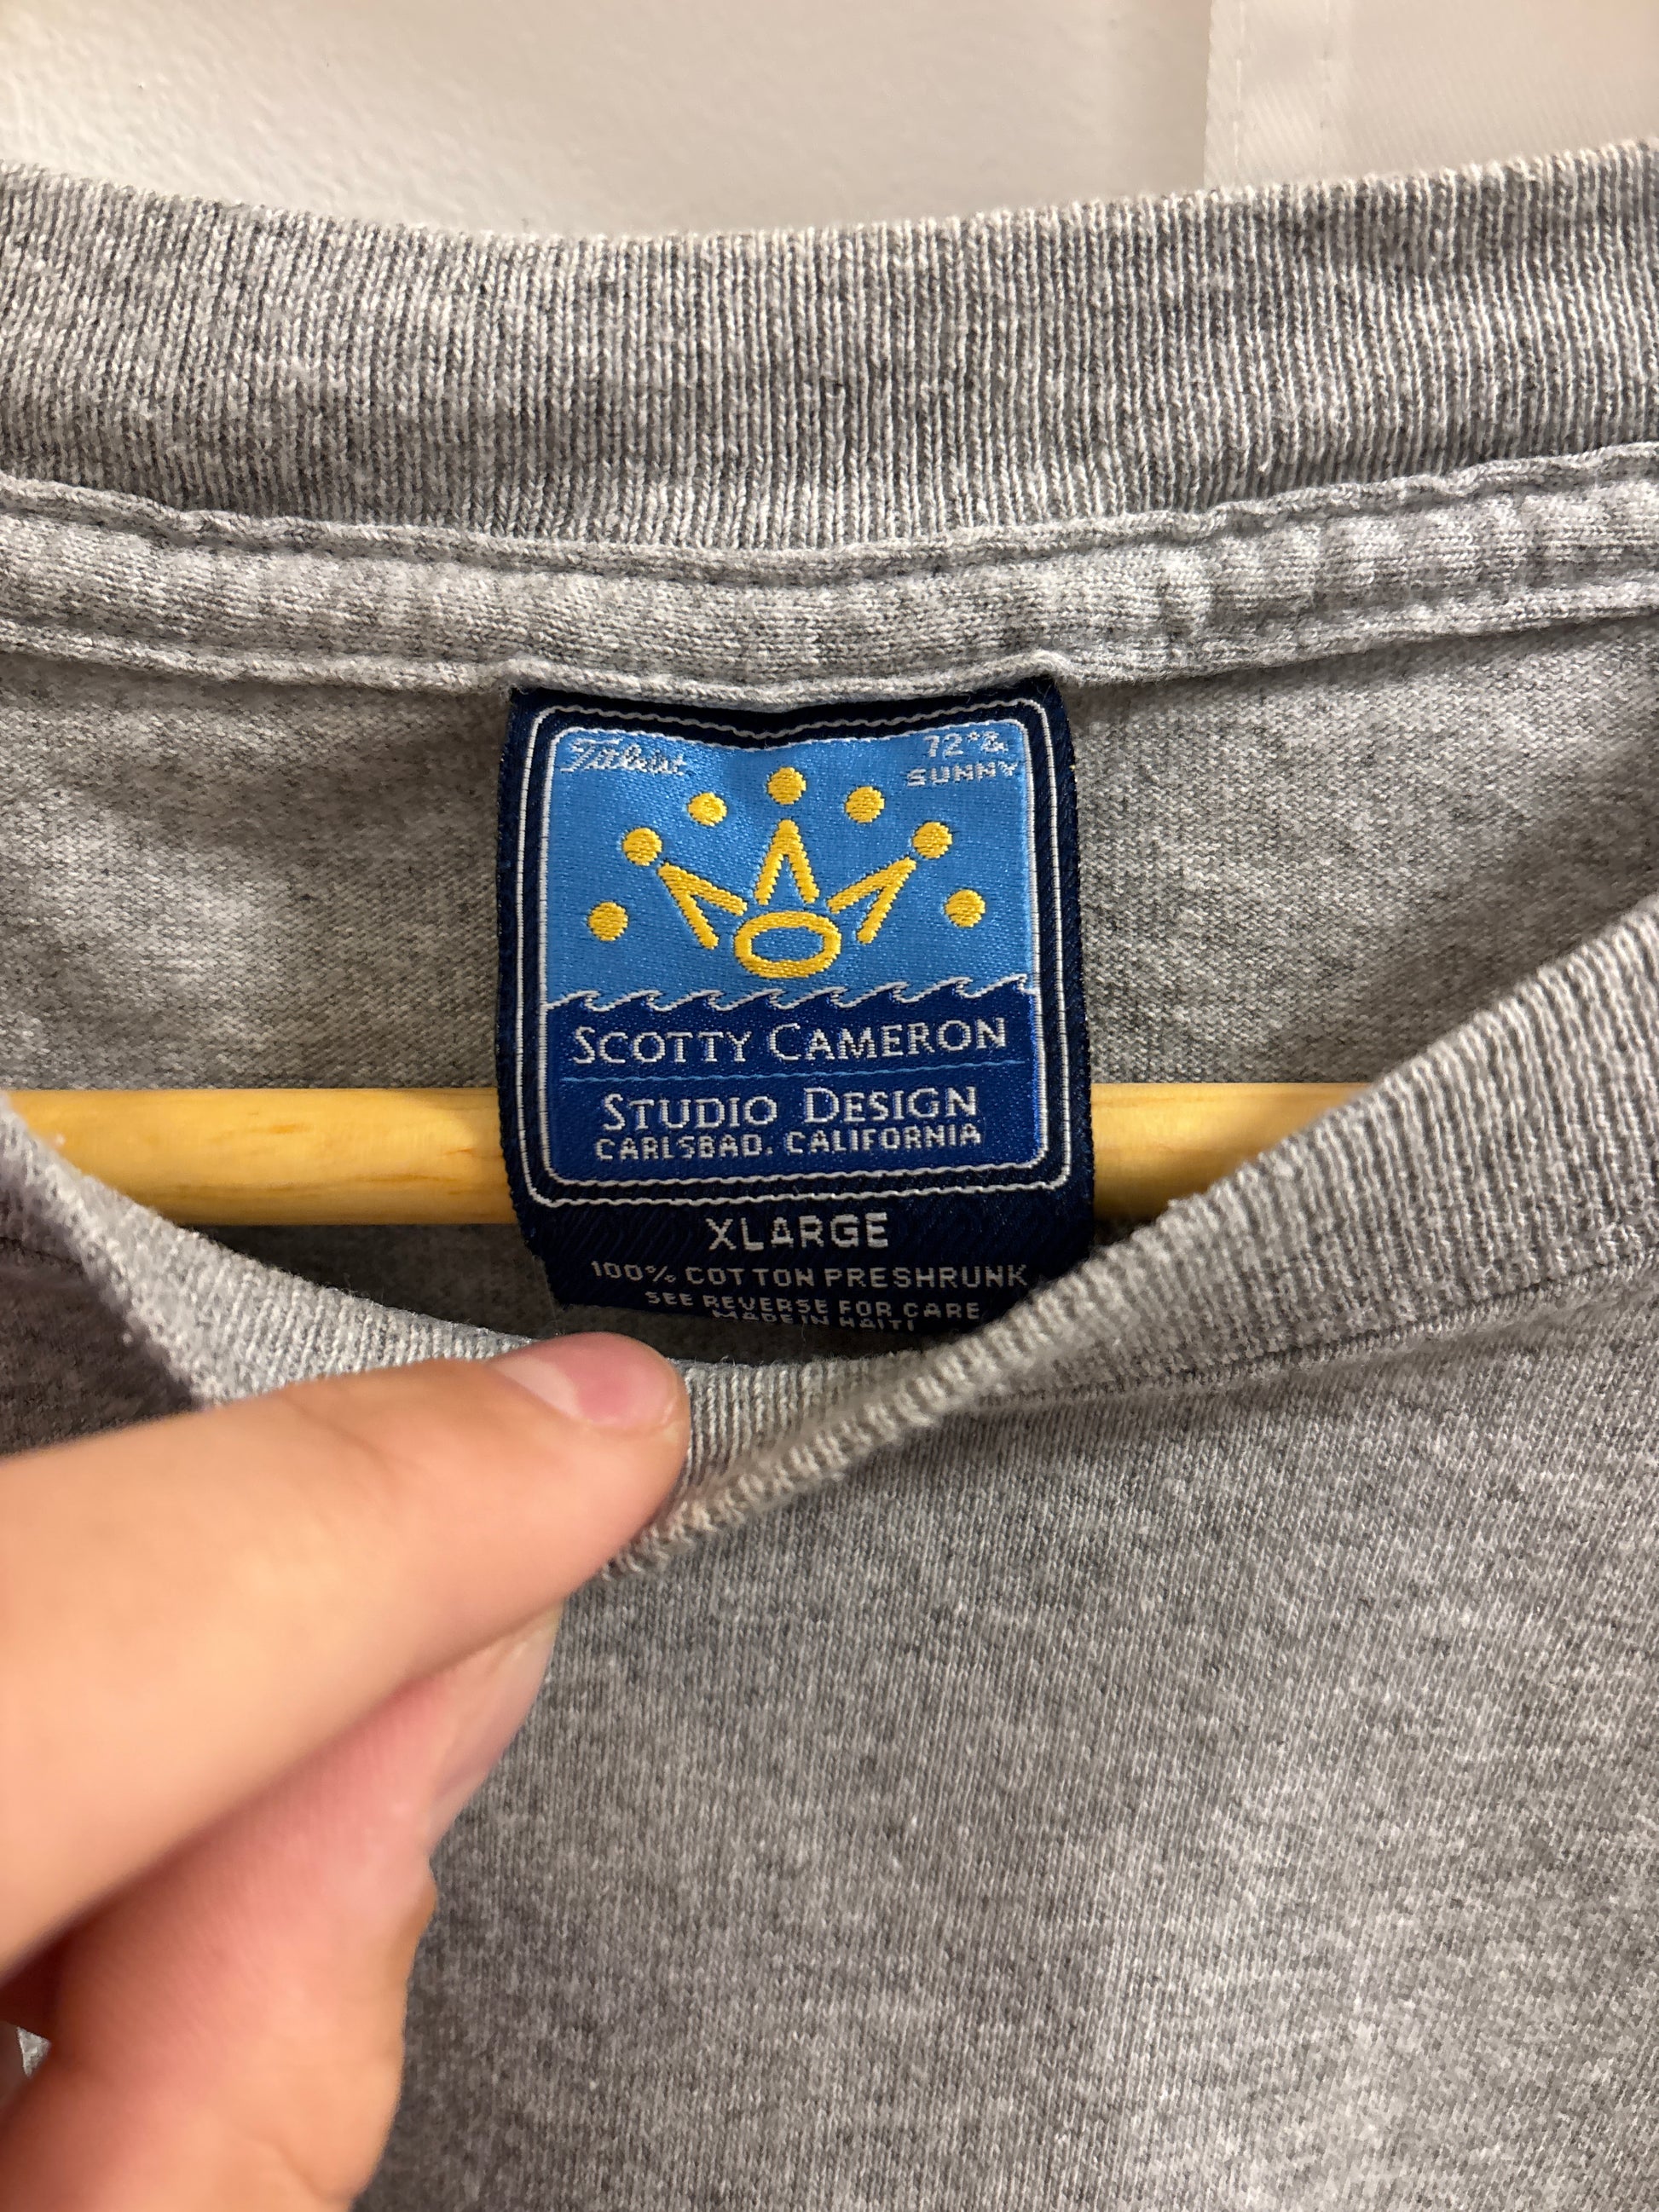 Titleist
72° &
SUNNY
SCOTTY CAMERON
STUDIO DESIGN
CARLSBAD, CALIFORNIA
XLARGE
100% COTTON PRESHRUNK
SEE REVERSE FOR CARE
MADE IN HAITI